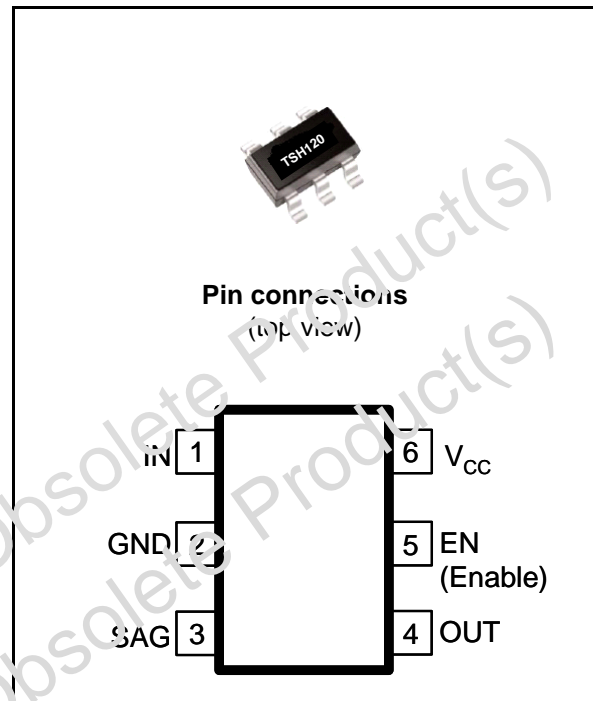 TSH120
Pin connections
(top view)
IN 1
6 VCC
GND 2
5 EN
(Enable)
SAG 3
4 OUT
Obsolete Product(s)
Obsolete Product(s)